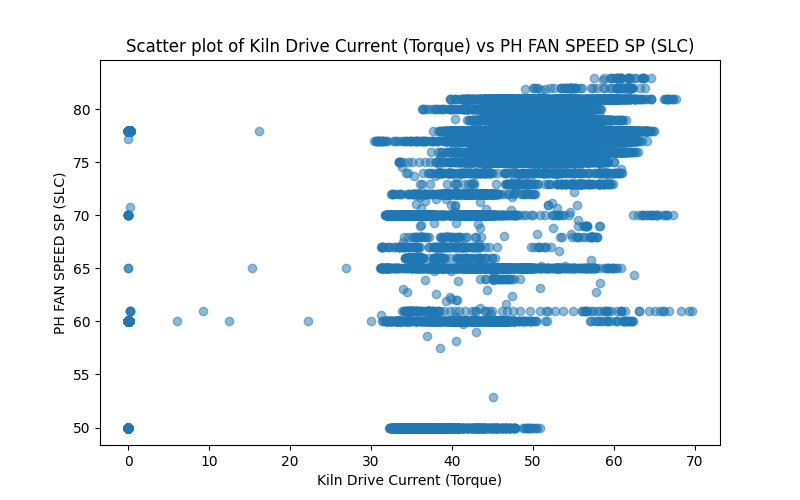 Scatter plot of Kiln Drive Current (Torque) vs PH FAN SPEED SP (SLC)
PH FAN SPEED SP (SLC)
80
75
70
65
60
55
50
0 10 20 30 40 50 60 70
Kiln Drive Current (Torque)